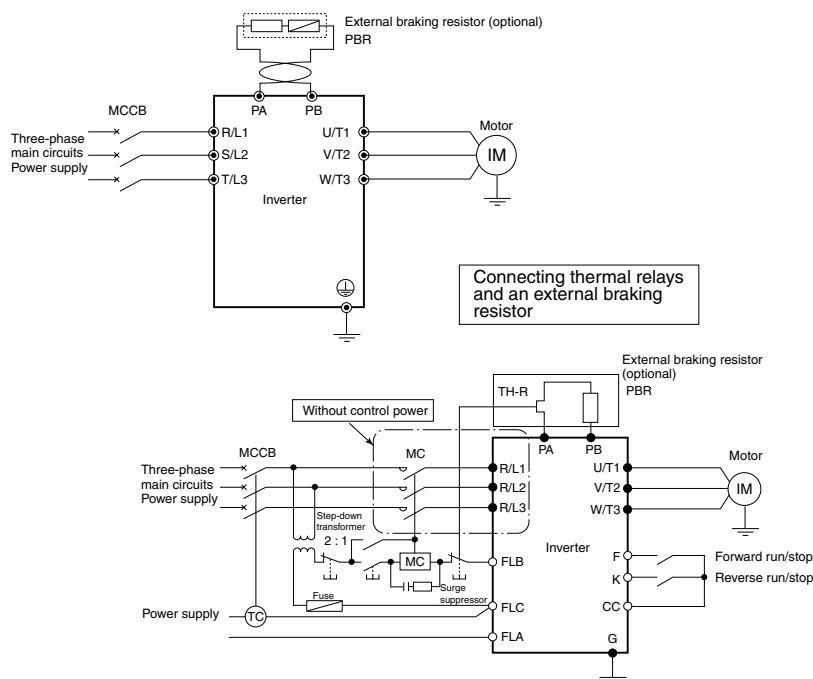 External braking resistor (optional)
PBR
PA PB
MCCB
Three-phase
main circuits
Power supply
R/L1
S/L2
T/L3
U/T1
V/T2
W/T3
Inverter
Motor
IM
Connecting thermal relays
and an external braking
resistor
External braking resistor
(optional)
PBR
TH-R
Without control power
PA PB
MCCB
MC
Three-phase
main circuits
Power supply
R/L1
R/L2
R/L3
U/T1
V/T2
W/T3
Motor
IM
Step-down
transformer
2 : 1
MC
Surge
suppressor
Fuse
Inverter
FLB
FLC
FLA
F
K
CC
G
Forward run/stop
Reverse run/stop
Power supply
TC